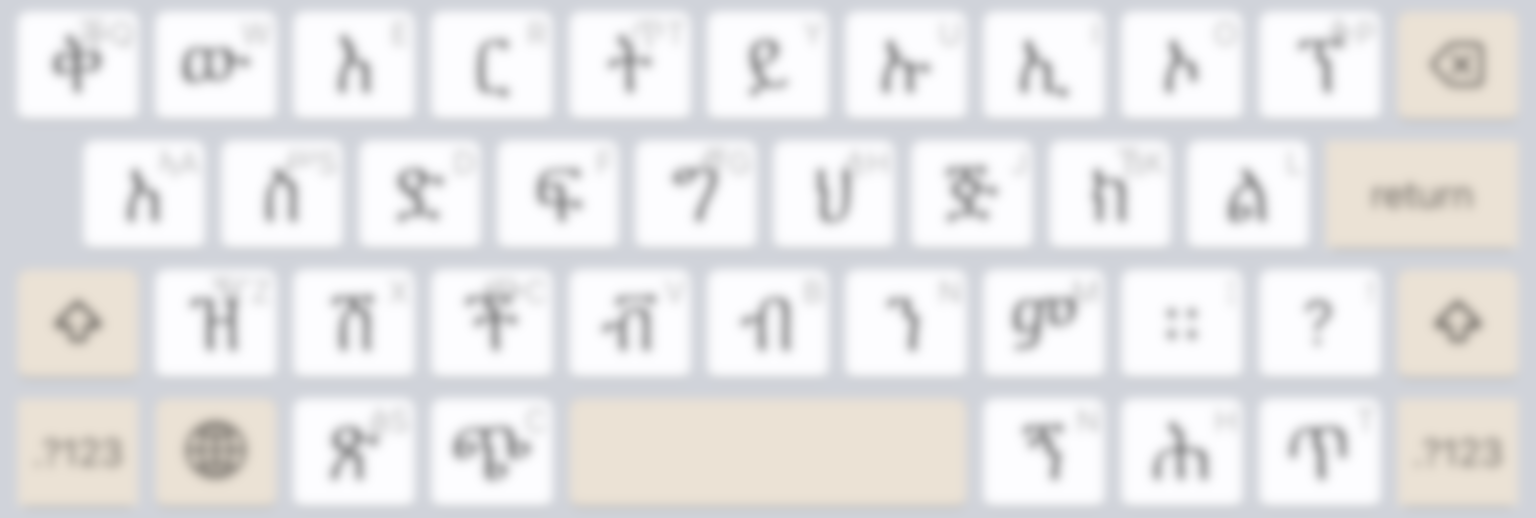 ቅ ው እ ር ት ይ ኡ ኢ ኦ ፕ
አ ስ ድ ፍ ግ ህ ጅ ክ ል return
ዝ ሽ ች ቭ ብ ን ም ። ?
.?123 ጽ ጭ ኝ ሕ ጥ .?123